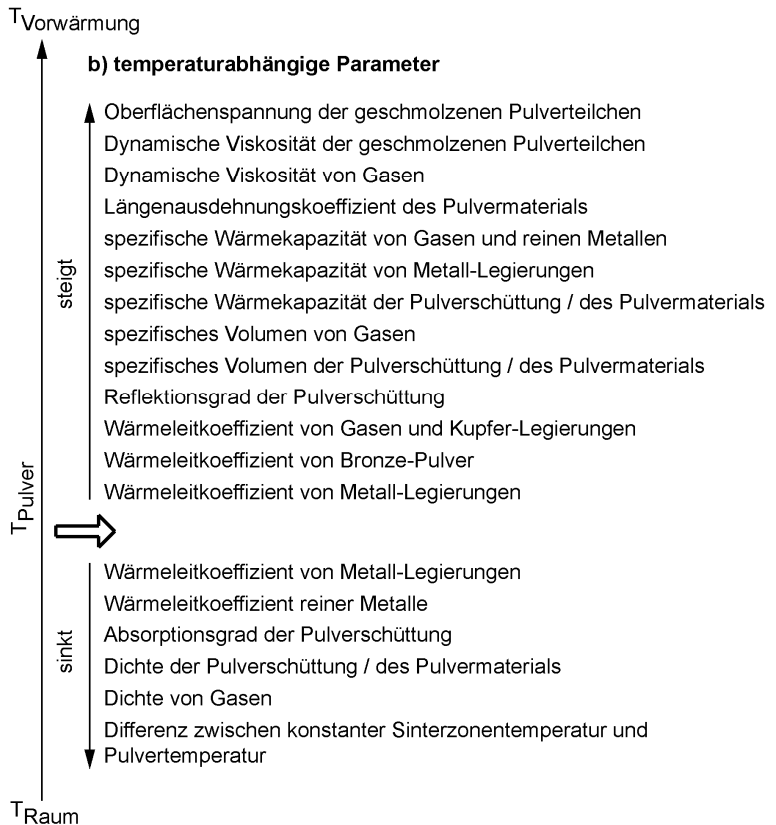 TVorwärmung
b) temperaturabhängige Parameter
Oberflächenspannung der geschmolzenen Pulverteilchen
Dynamische Viskosität der geschmolzenen Pulverteilchen
Dynamische Viskosität von Gasen
Längenausdehnungskoeffizient des Pulvermaterials
spezifische Wärmekapazität von Gasen und reinen Metallen
spezifische Wärmekapazität von Metall-Legierungen
spezifische Wärmekapazität der Pulverschüttung / des Pulvermaterials
spezifisches Volumen von Gasen
spezifisches Volumen der Pulverschüttung / des Pulvermaterials
Reflektionsgrad der Pulverschüttung
Wärmeleitkoeffizient von Gasen und Kupfer-Legierungen
Wärmeleitkoeffizient von Bronze-Pulver
Wärmeleitkoeffizient von Metall-Legierungen
steigt
TPulver
Wärmeleitkoeffizient von Metall-Legierungen
Wärmeleitkoeffizient reiner Metalle
Absorptionsgrad der Pulverschüttung
Dichte der Pulverschüttung / des Pulvermaterials
Dichte von Gasen
Differenz zwischen konstanter Sinterzonentemperatur und
Pulvertemperatur
sinkt
TRaum